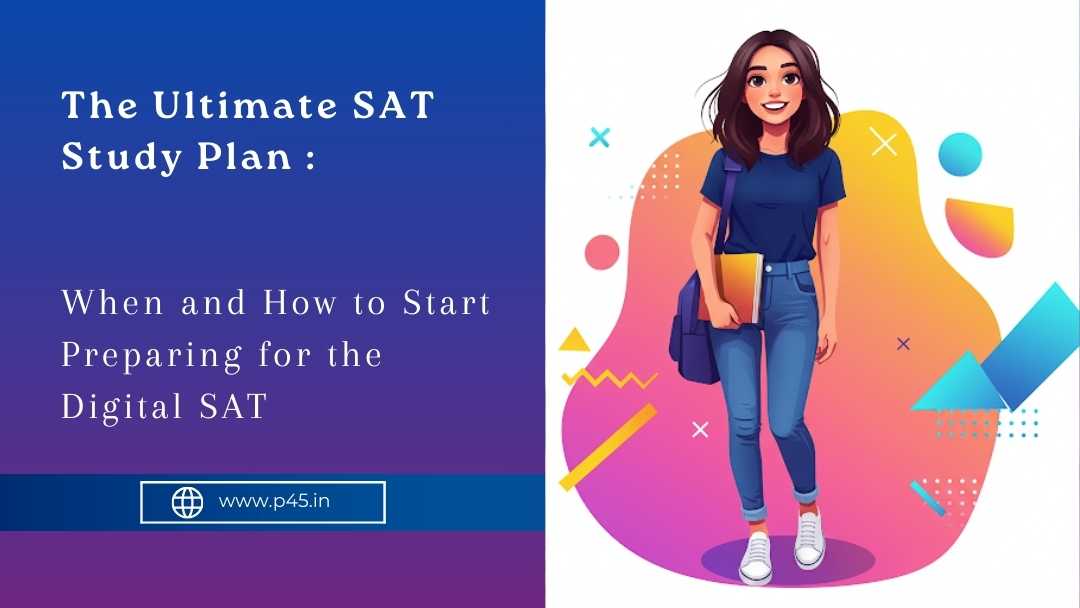 The Ultimate SAT
Study Plan :
When and How to Start
Preparing for the
Digital SAT
www.p45.in